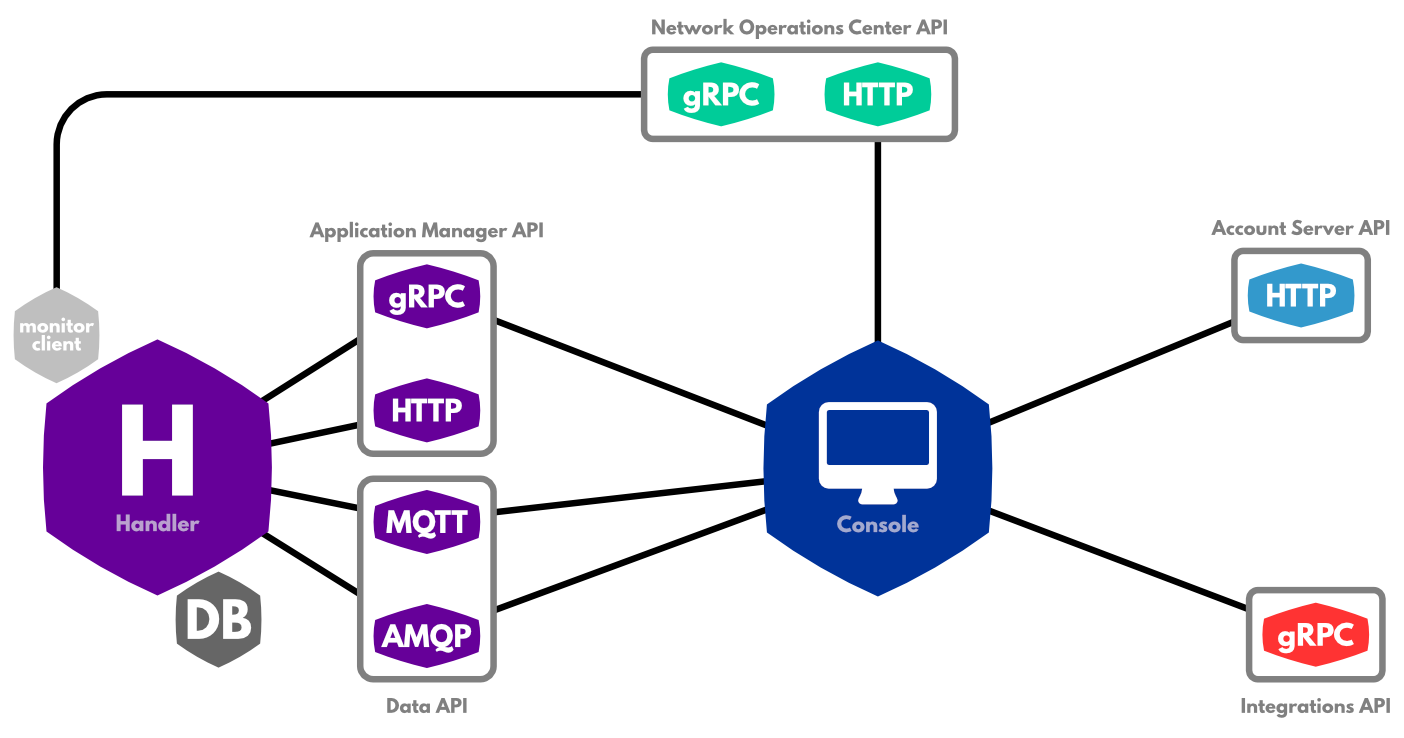 Network Operations Center API
gRPC
HTTP
Application Manager API
Account Server API
gRPC
HTTP
HTTP
monitor
client
H
Handler
MQTT
AMQP
Data API
DB
Console
gRPC
Integrations API